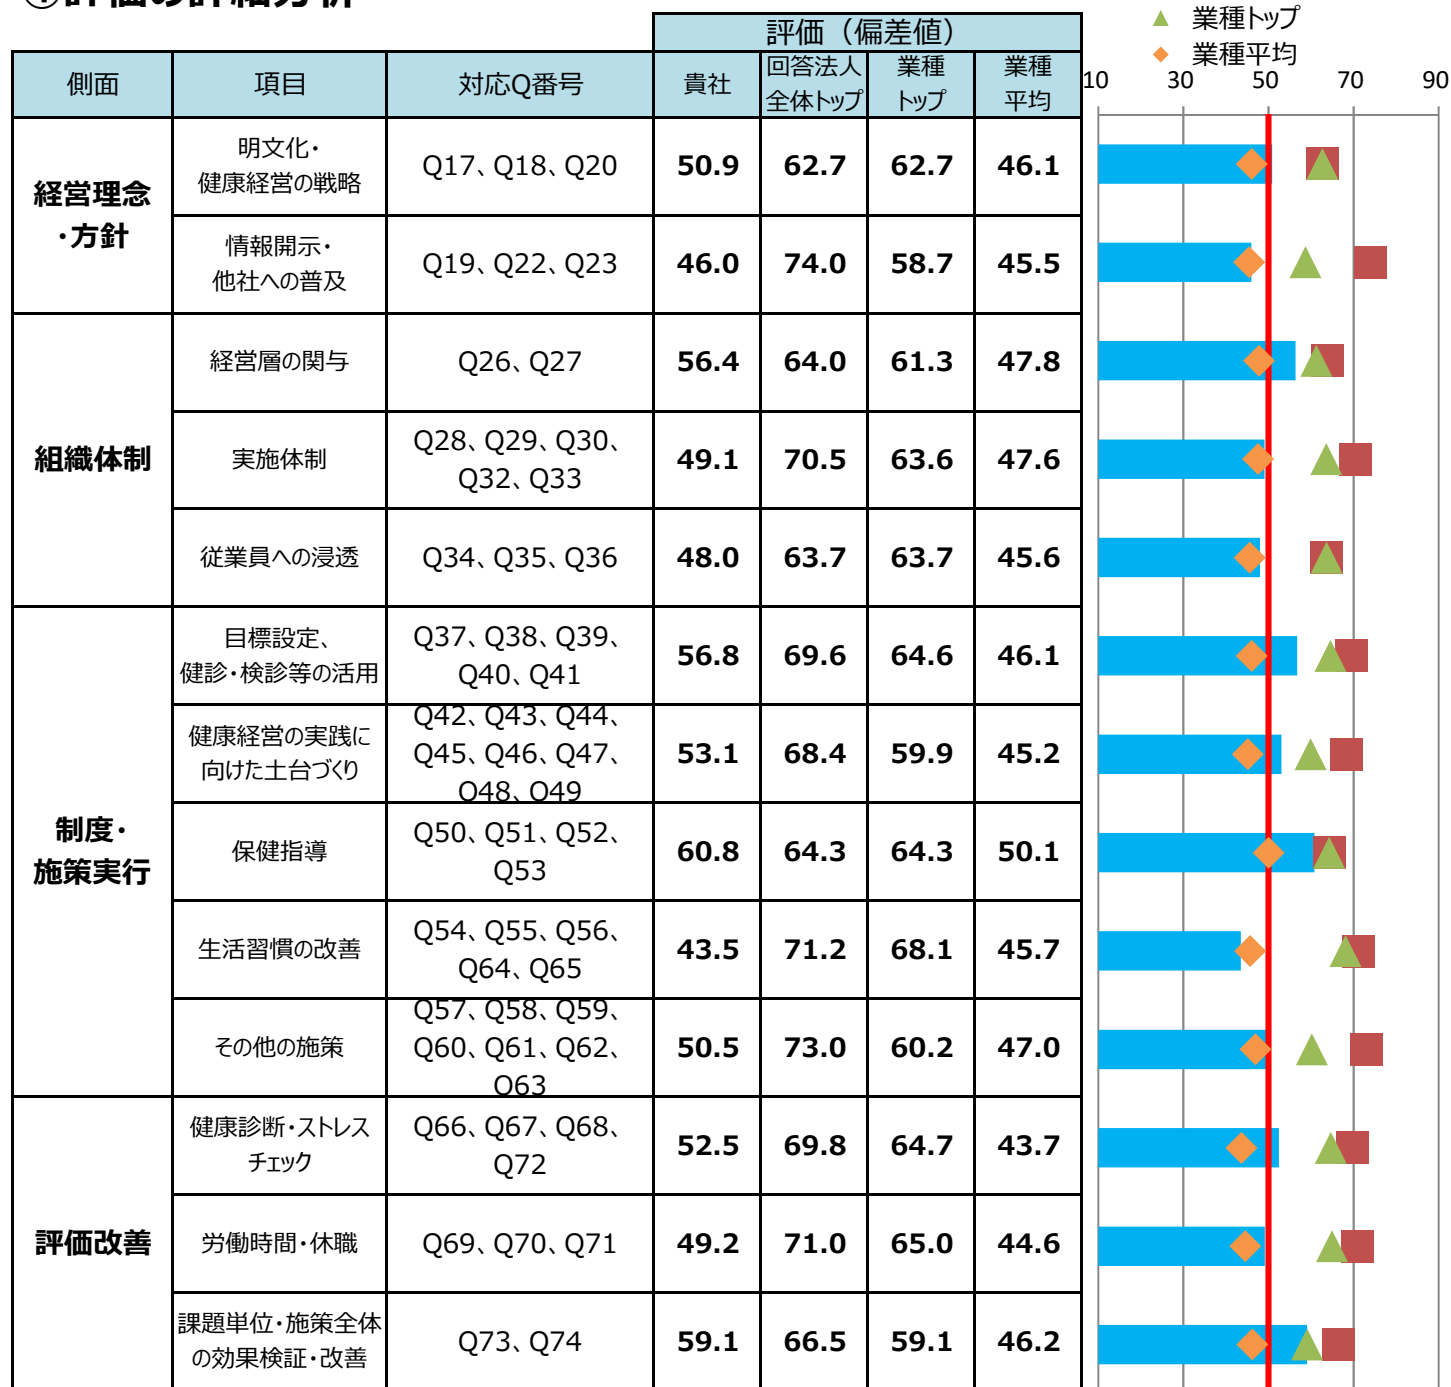 ①評価の詳細分析
▲ 業種トップ
◆ 業種平均
評価（偏差値）
側面 項目 対応Q番号 貴社 回答法人 業種 業種
全体トップ トップ 平均
10 30 50 70 90
明文化・
健康経営の戦略
Q17、Q18、Q20 50.9 62.7 62.7 46.1
経営理念
・方針
情報開示・
他社への普及
Q19、Q22、Q23 46.0 74.0 58.7 45.5
経営層の関与 Q26、Q27 56.4 64.0 61.3 47.8
組織体制
実施体制
Q28、Q29、Q30、
Q32、Q33
49.1 70.5 63.6 47.6
従業員への浸透 Q34、Q35、Q36 48.0 63.7 63.7 45.6
目標設定、
健診・検診等の活用
Q37、Q38、Q39、
Q40、Q41
56.8 69.6 64.6 46.1
健康経営の実践に
向けた土台づくり
Q42、Q43、Q44、
Q45、Q46、Q47、
Q48、Q49
53.1 68.4 59.9 45.2
制度・
施策実行
保健指導
Q50、Q51、Q52、
Q53
60.8 64.3 64.3 50.1
生活習慣の改善
Q54、Q55、Q56、
Q64、Q65
43.5 71.2 68.1 45.7
その他の施策
Q57、Q58、Q59、
Q60、Q61、Q62、
Q63
50.5 73.0 60.2 47.0
健康診断・ストレス
チェック
Q66、Q67、Q68、
Q72
52.5 69.8 64.7 43.7
評価改善
労働時間・休職 Q69、Q70、Q71 49.2 71.0 65.0 44.6
課題単位・施策全体
の効果検証・改善
Q73、Q74 59.1 66.5 59.1 46.2